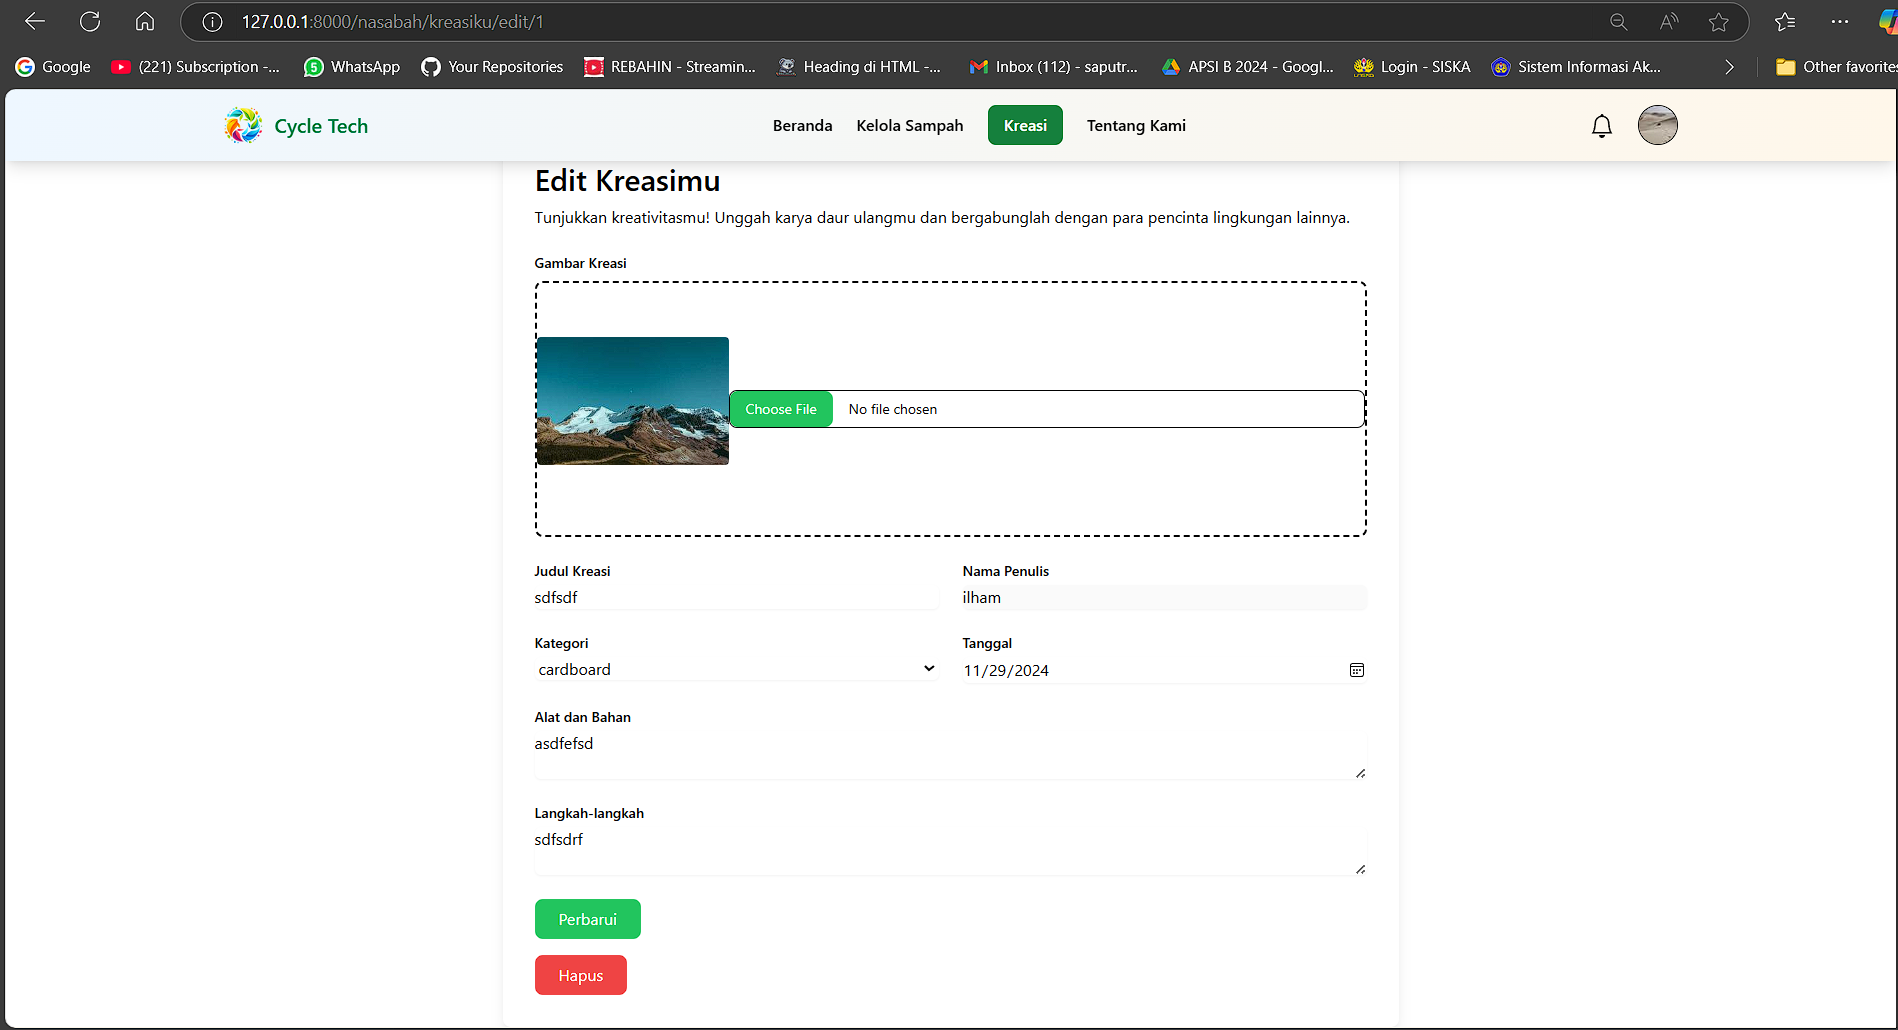 127.0.0.1:8000/nasabah/kreasiku/edit/1
Google (221) Subscription -... 5 WhatsApp Your Repositories REBAHIN - Streamin... Heading di HTML -... Inbox (112) - saputr... APSI B 2024 - Googl... Login - SISKA Sistem Informasi Ak... Other favorites
Cycle Tech Beranda Kelola Sampah Kreasi Tentang Kami
Edit Kreasimu
Tunjukkan kreativitasmu! Unggah karya daur ulangmu dan bergabunglah dengan para pencinta lingkungan lainnya.
Gambar Kreasi
Choose File No file chosen
Judul Kreasi Nama Penulis
sdfsdf ilham
Kategori Tanggal
cardboard 11/29/2024
Alat dan Bahan
asdfefsd
Langkah-langkah
sdfsdrf
Perbarui
Hapus